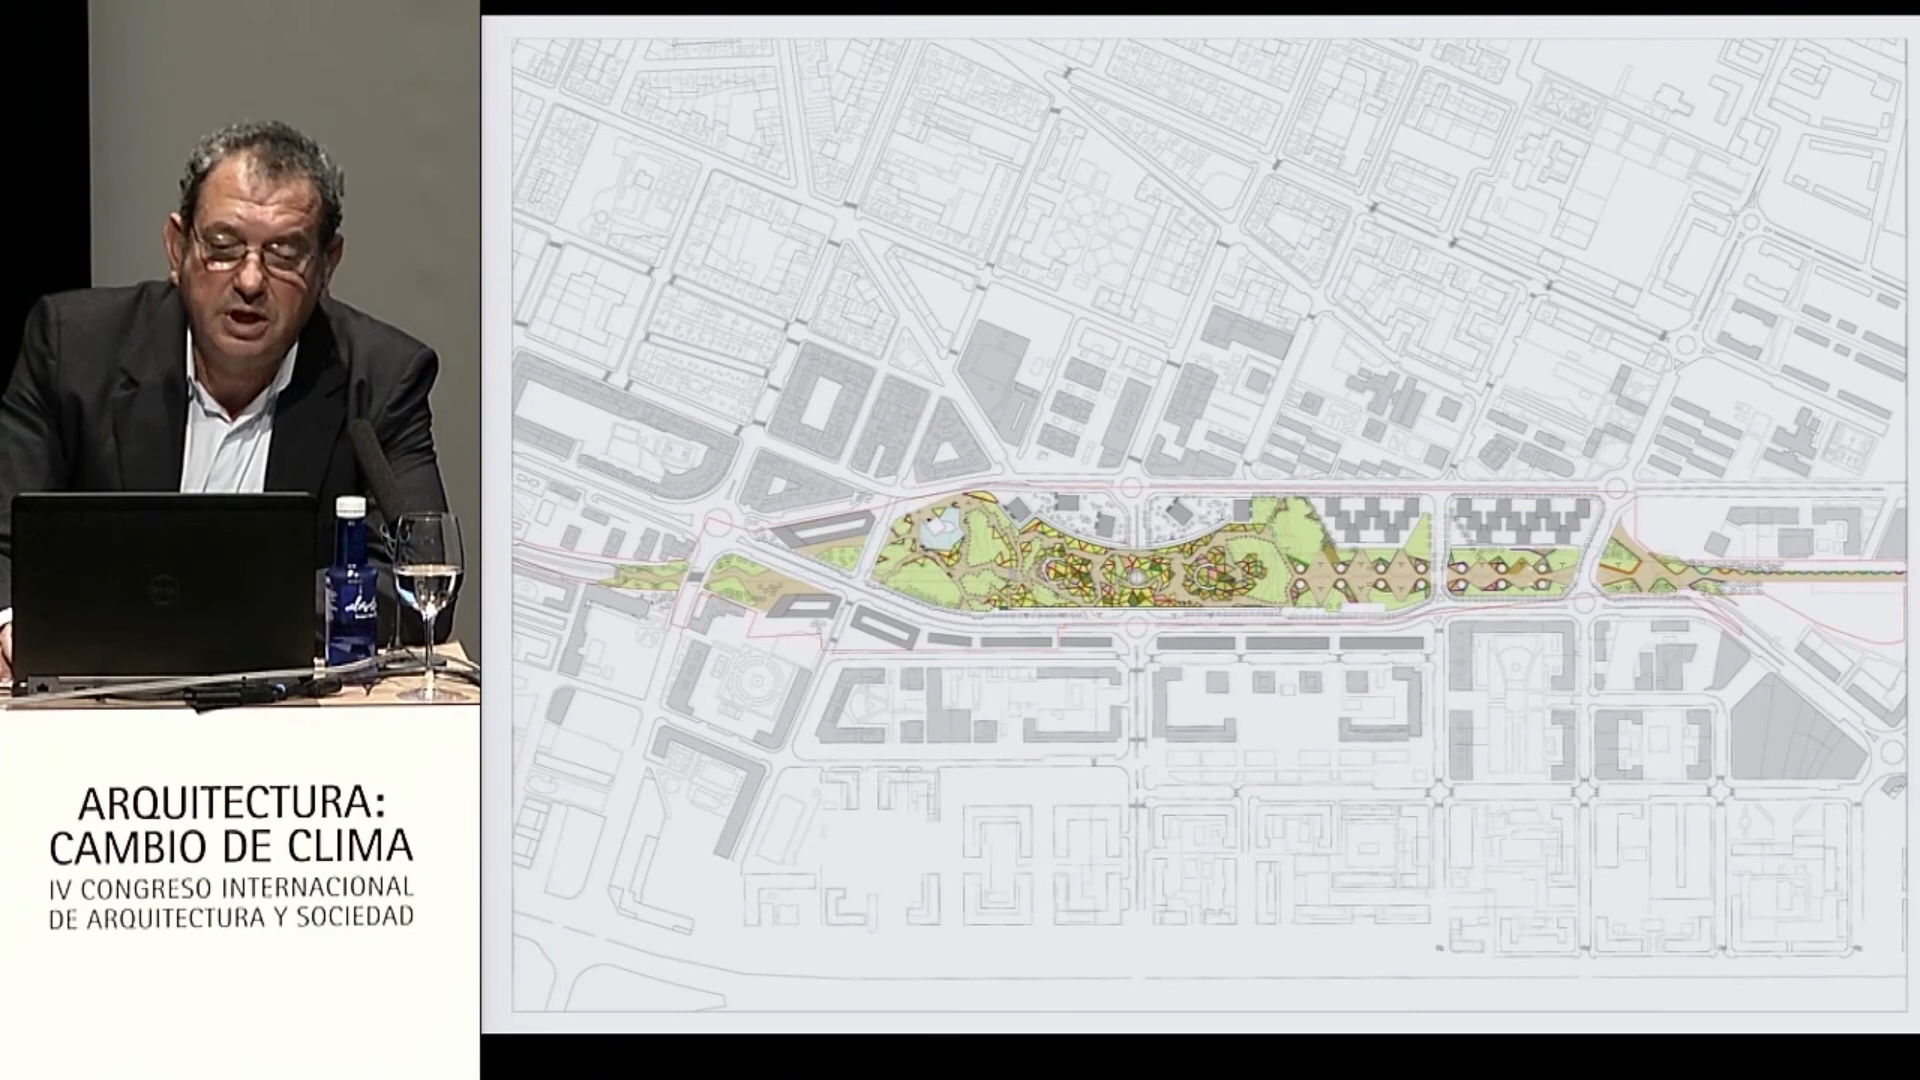 ARQUITECTURA:
CAMBIO DE CLIMA
IV CONGRESO INTERNACIONAL
DE ARQUITECTURA Y SOCIEDAD